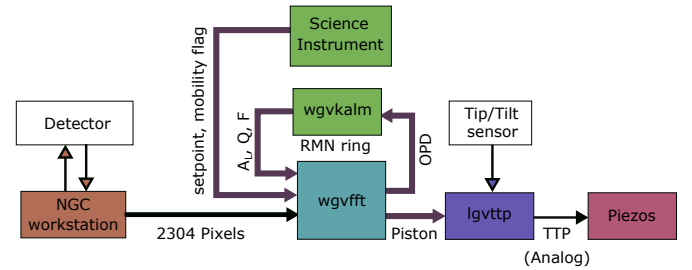 Science
Instrument
setpoint, mobility flag
Detector
wgvkalm
A_L, Q, F
RMN ring
OPD
Tip/Tilt
sensor
NGC
workstation
wgvfft
lgvttp
Piezos
2304 Pixels
Piston
TTP
(Analog)